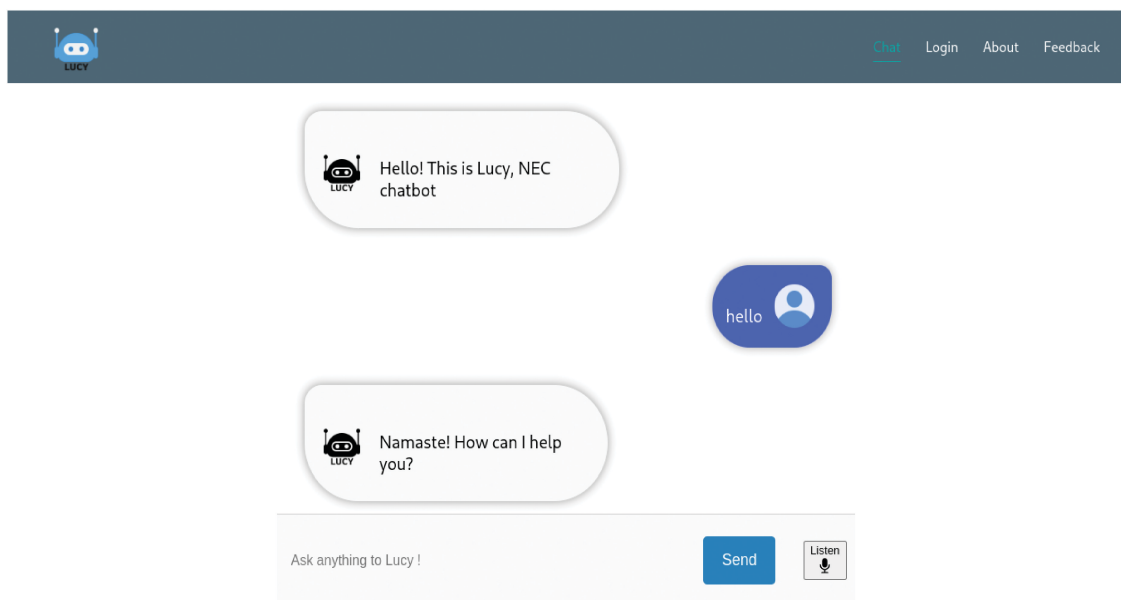 LUCY
Chat Login About Feedback
LUCY
Hello! This is Lucy, NEC
chatbot
hello
LUCY
Namaste! How can I help
you?
Ask anything to Lucy !
Send
Listen